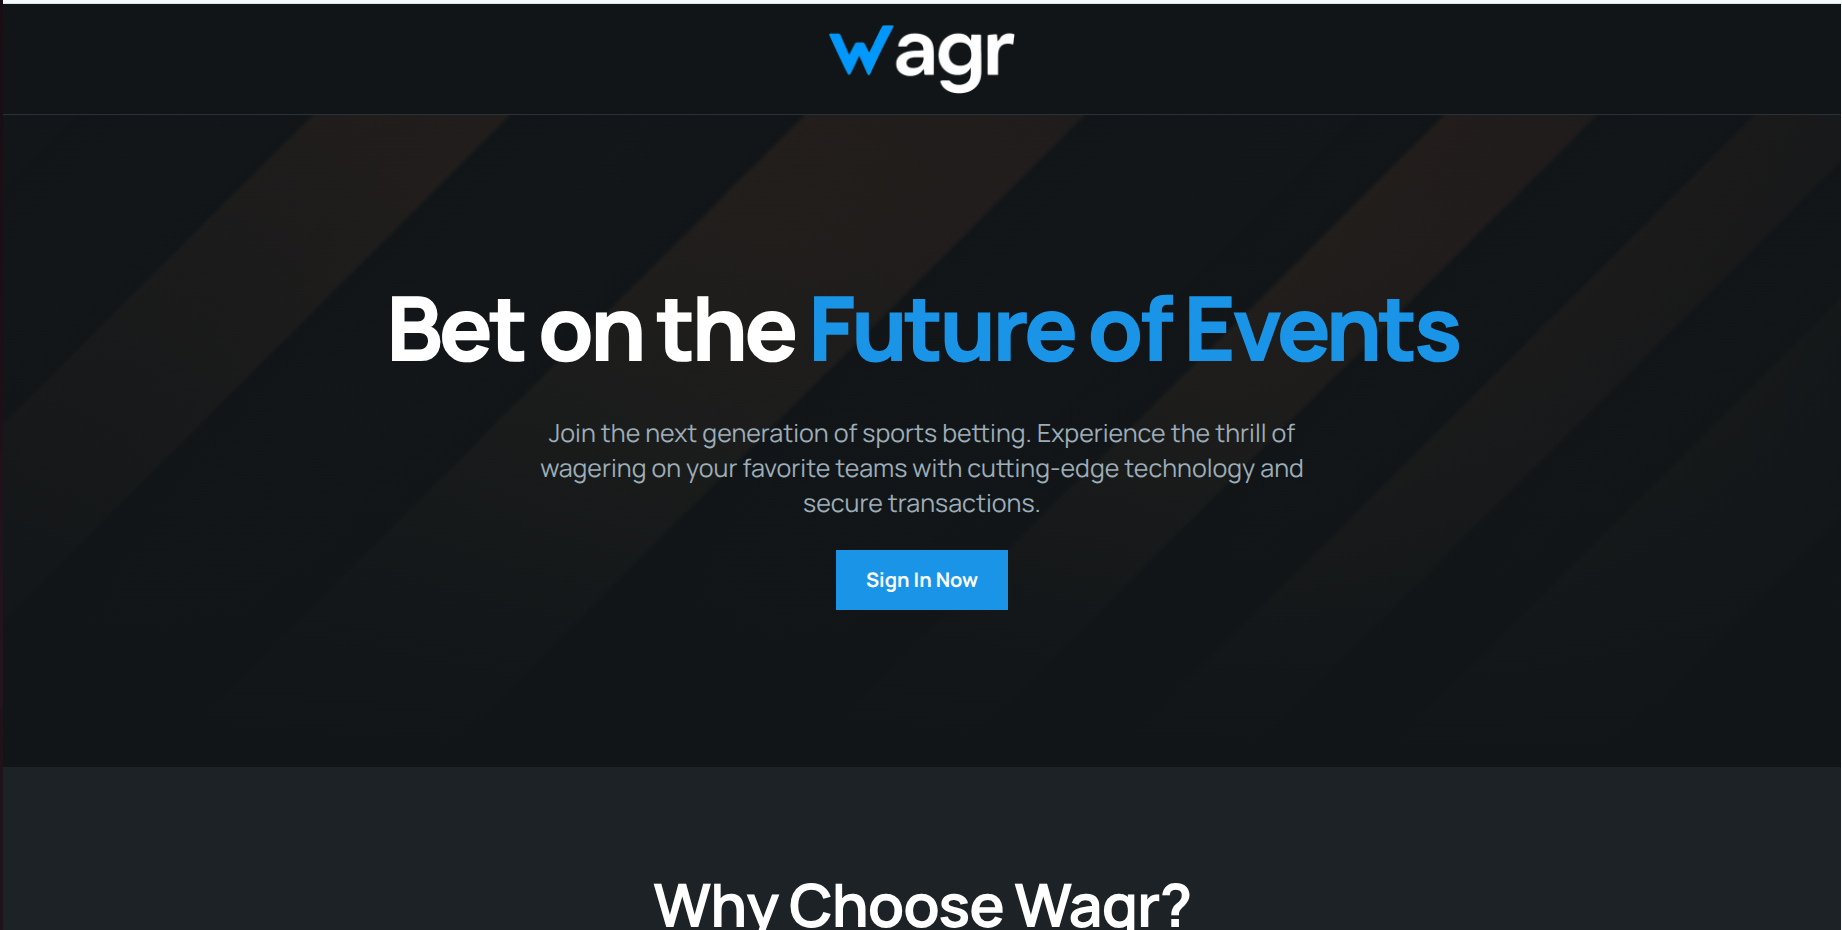 Wagr
Bet on the Future of Events
Join the next generation of sports betting. Experience the thrill of
wagering on your favorite teams with cutting-edge technology and
secure transactions.
Sign In Now
Why Choose Wagr?